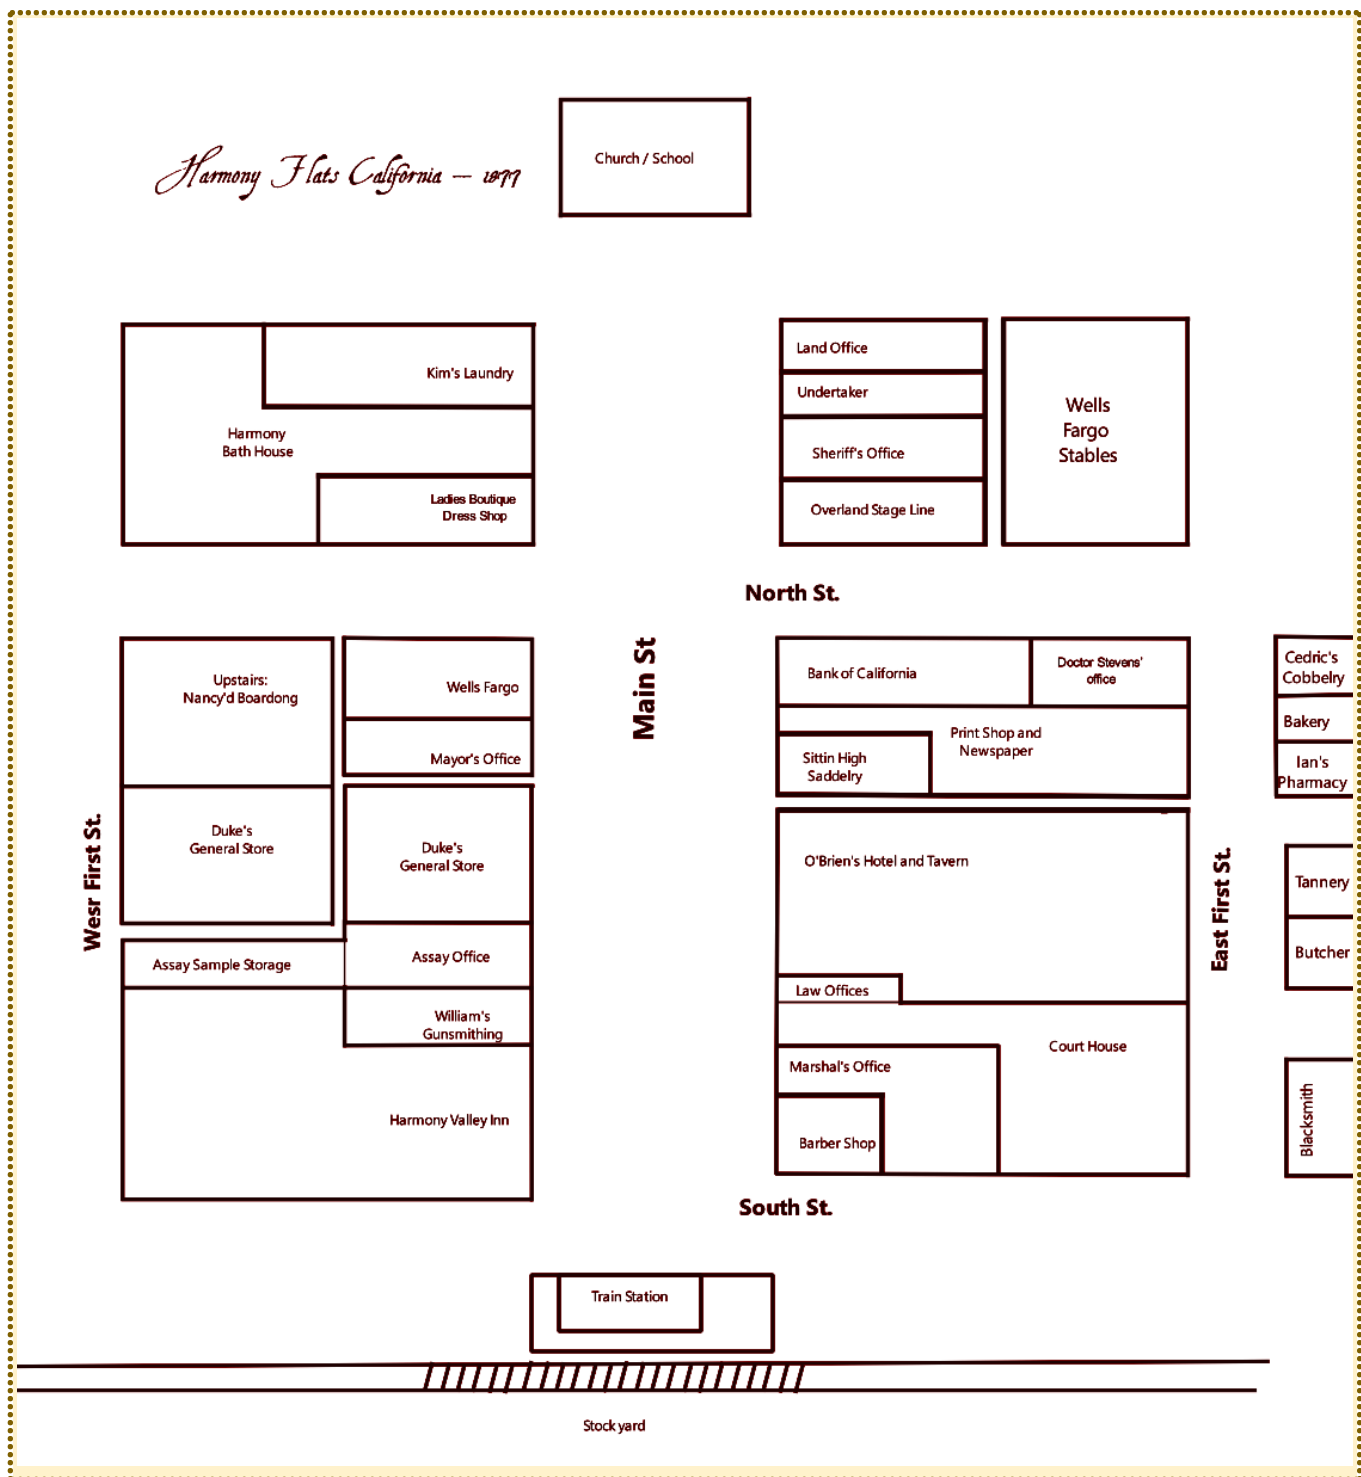 Church / School
Harmony Flats California — 1877
Kim's Laundry
Harmony
Bath House
Ladies Boutique
Dress Shop
Land Office
Undertaker
Sheriff's Office
Overland Stage Line
Wells
Fargo
Stables
North St.
Main St
Upstairs:
Nancy'd Boardong
Wells Fargo
Mayor's Office
Bank of California
Doctor Stevens'
office
Print Shop and
Newspaper
Sittin High
Saddelry
Cedric's
Cobbelry
Bakery
Ian's
Pharmacy
Wesr First St.
Duke's
General Store
Duke's
General Store
O'Brien's Hotel and Tavern
East First St.
Tannery
Butcher
Assay Sample Storage
Assay Office
Law Offices
William's
Gunsmithing
Court House
Marshal's Office
Harmony Valley Inn
Barber Shop
Blacksmith
South St.
Train Station
Stock yard